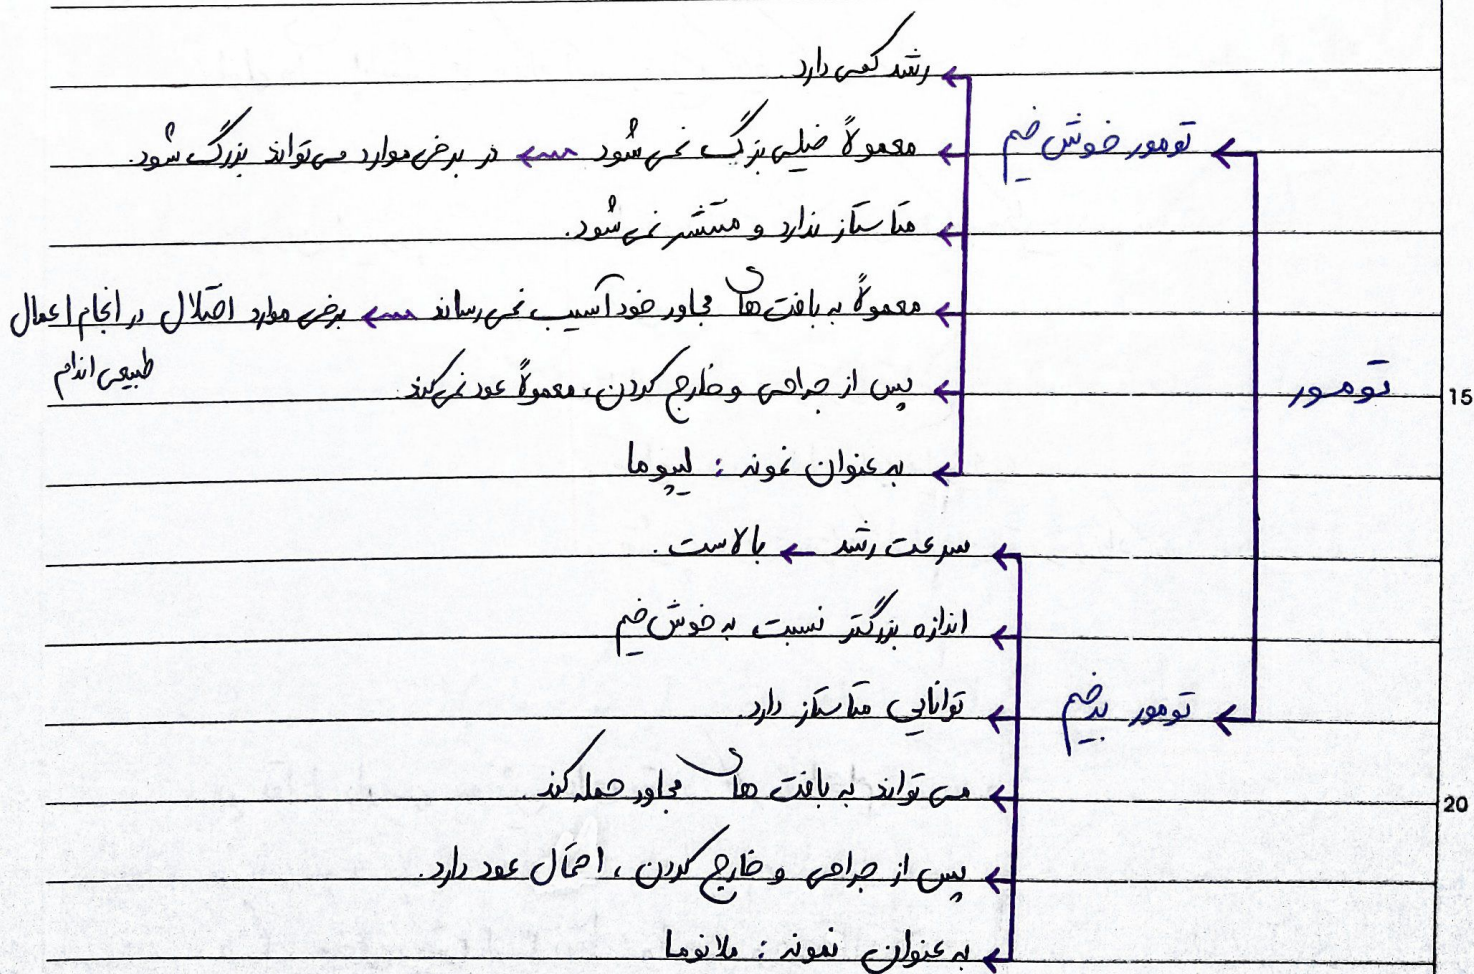 رشد کمی دارد.
تومور خوش خیم
معمولاً خیلی بزرگ نمی شود ← در برخی موارد می تواند بزرگ شود.
متاستاز ندارد و منتشر نمی شود.
معمولاً به بافت های مجاور خود آسیب نمی رساند ← برخی موارد اختلال در انجام اعمال
طبیعی اندام
پس از جراحی و خارج کردن، معمولاً عود نمی کند.
تومور
15
به عنوان نمونه : لیپوما
سرعت رشد ← بالاست.
اندازه بزرگتر نسبت به خوش خیم
تومور بدخیم
توانایی متاستاز دارد.
می تواند به بافت های مجاور حمله کند.
20
پس از جراحی و خارج کردن، احتمال عود دارد.
به عنوان نمونه : ملانوما